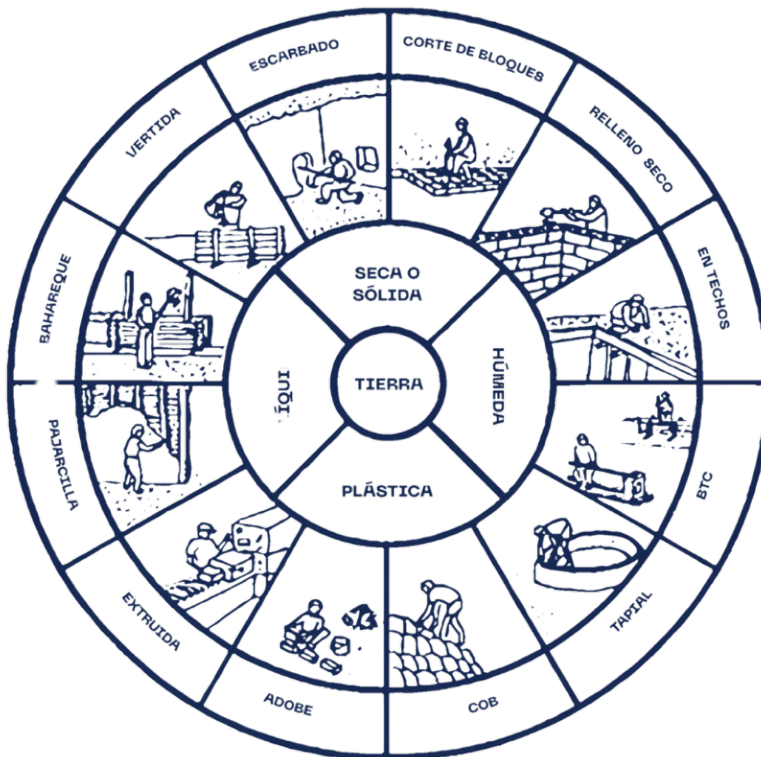 ESCARBADO
CORTE DE BLOQUES
RELLENO SECO
EN TECHOS
BTC
TAPIAL
COB
ADOBE
EXTRUIDA
PAJARCILLA
BAHAREQUE
VERTIDA
SECA O
SÓLIDA
HÚMEDA
PLÁSTICA
ÍQUI
TIERRA